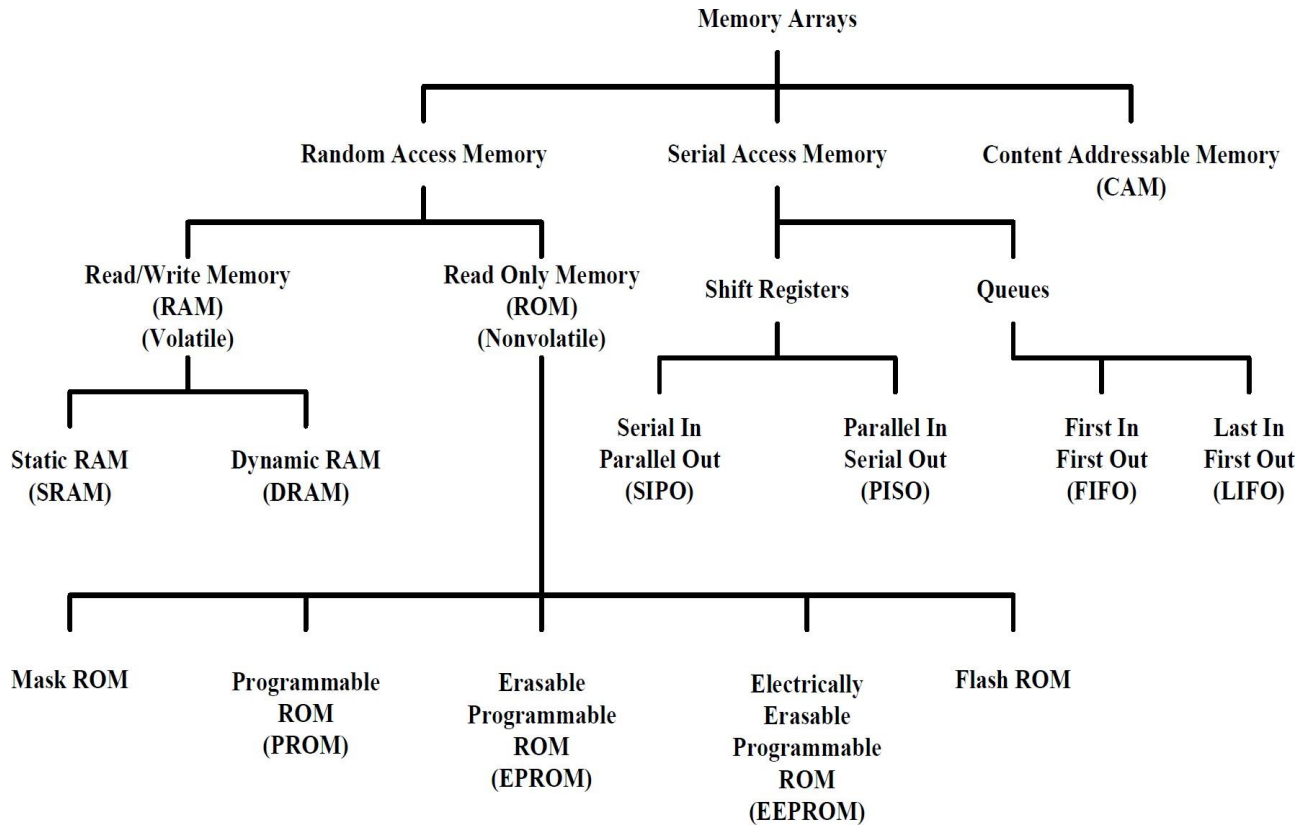 Memory Arrays
Random Access Memory
Serial Access Memory
Content Addressable Memory
(CAM)
Read/Write Memory
(RAM)
(Volatile)
Read Only Memory
(ROM)
(Nonvolatile)
Shift Registers
Queues
Static RAM
(SRAM)
Dynamic RAM
(DRAM)
Serial In
Parallel Out
(SIPO)
Parallel In
Serial Out
(PISO)
First In
First Out
(FIFO)
Last In
First Out
(LIFO)
Mask ROM
Programmable
ROM
(PROM)
Erasable
Programmable
ROM
(EPROM)
Electrically
Erasable
Programmable
ROM
(EEPROM)
Flash ROM